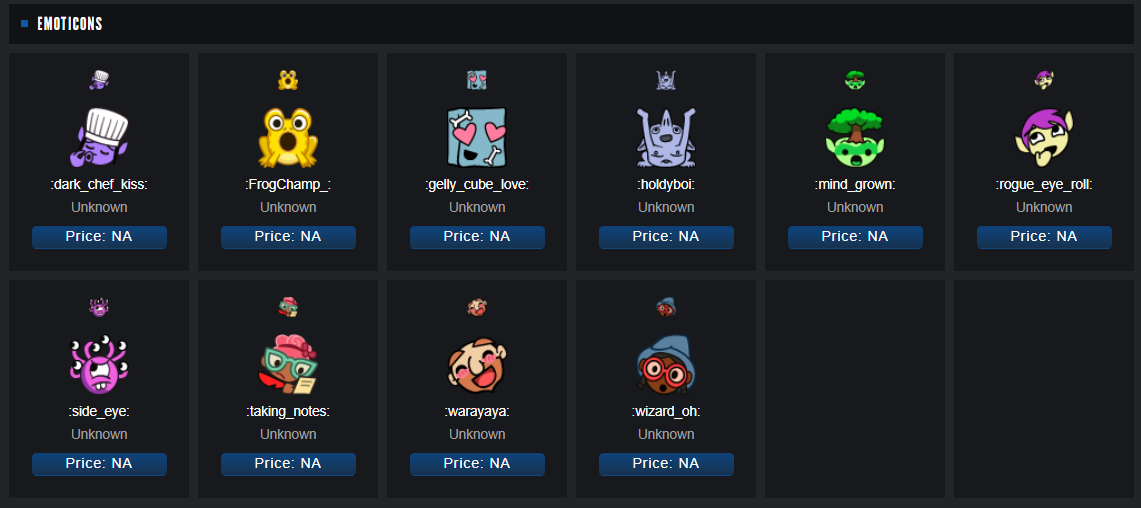 EMOTICONS
:dark_chef_kiss: :FrogChamp_: :gelly_cube_love: :holdyboi: :mind_grown: :rogue_eye_roll:
Unknown Unknown Unknown Unknown Unknown Unknown
Price: NA Price: NA Price: NA Price: NA Price: NA Price: NA
:side_eye: :taking_notes: :warayaya: :wizard_oh:
Unknown Unknown Unknown Unknown
Price: NA Price: NA Price: NA Price: NA